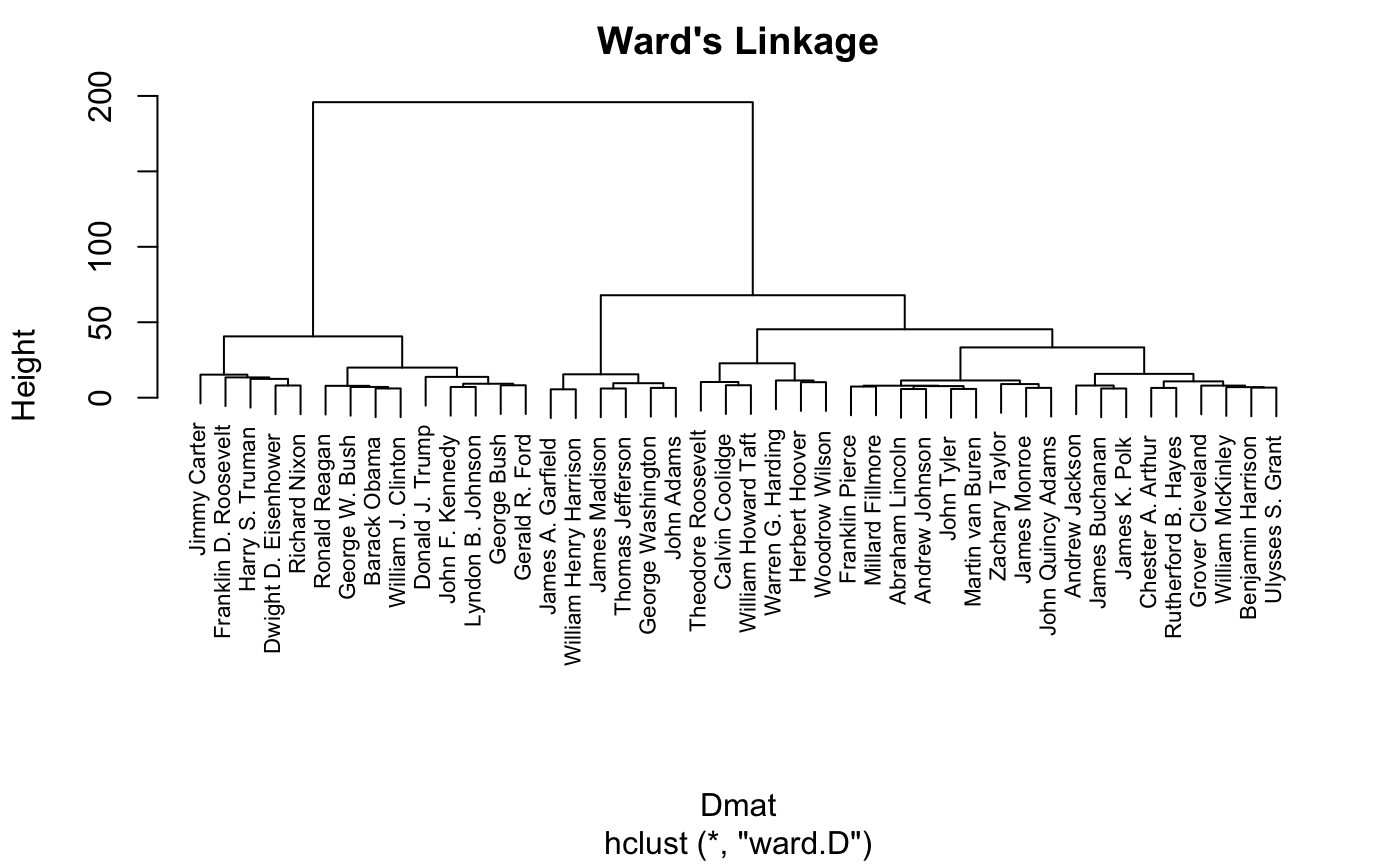 Ward's Linkage
Height
200
100
50
0
Jimmy Carter
Franklin D. Roosevelt
Harry S. Truman
Dwight D. Eisenhower
Richard Nixon
Ronald Reagan
George W. Bush
Barack Obama
William J. Clinton
Donald J. Trump
John F. Kennedy
Lyndon B. Johnson
George Bush
Gerald R. Ford
James A. Garfield
William Henry Harrison
James Madison
Thomas Jefferson
George Washington
John Adams
Theodore Roosevelt
Calvin Coolidge
William Howard Taft
Warren G. Harding
Herbert Hoover
Woodrow Wilson
Franklin Pierce
Millard Fillmore
Abraham Lincoln
Andrew Johnson
John Tyler
Martin van Buren
Zachary Taylor
James Monroe
John Quincy Adams
Andrew Jackson
James Buchanan
James K. Polk
Chester A. Arthur
Rutherford B. Hayes
Grover Cleveland
William McKinley
Benjamin Harrison
Ulysses S. Grant
Dmat
hclust (*, "ward.D")